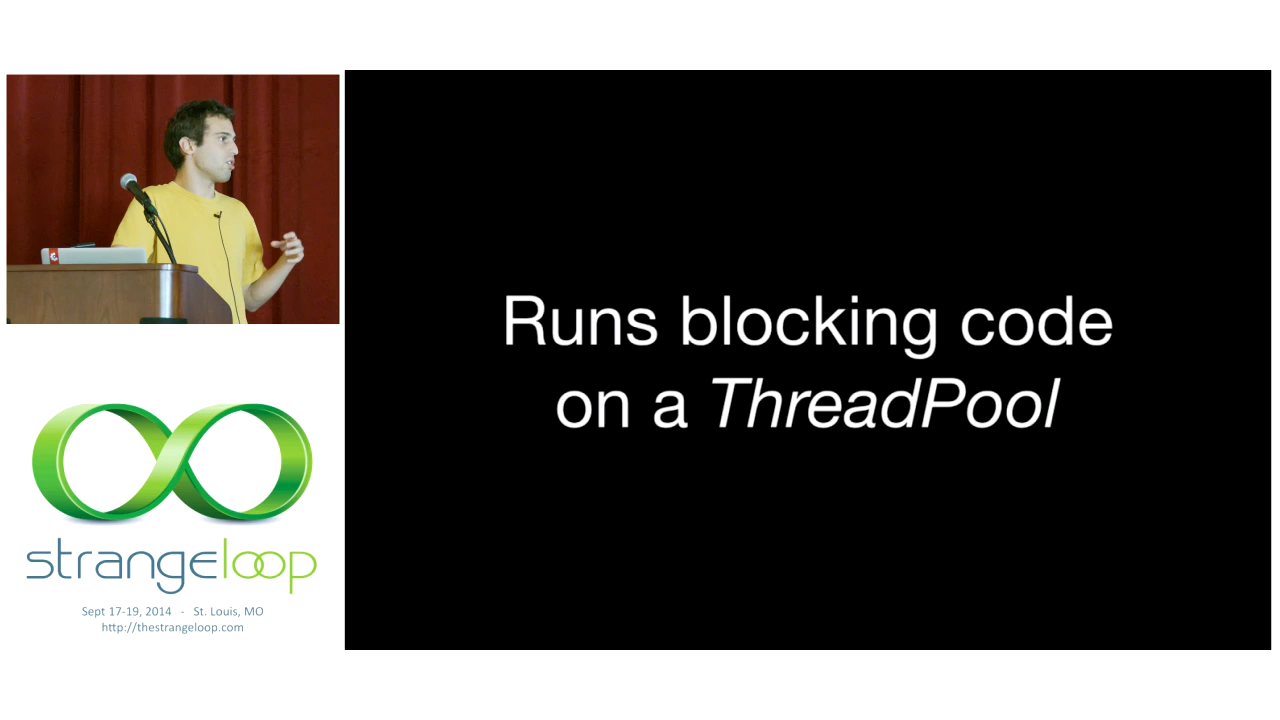 Runs blocking code
on a ThreadPool
strangeloop
Sept 17-19, 2014 - St. Louis, MO
http://thestrangeloop.com